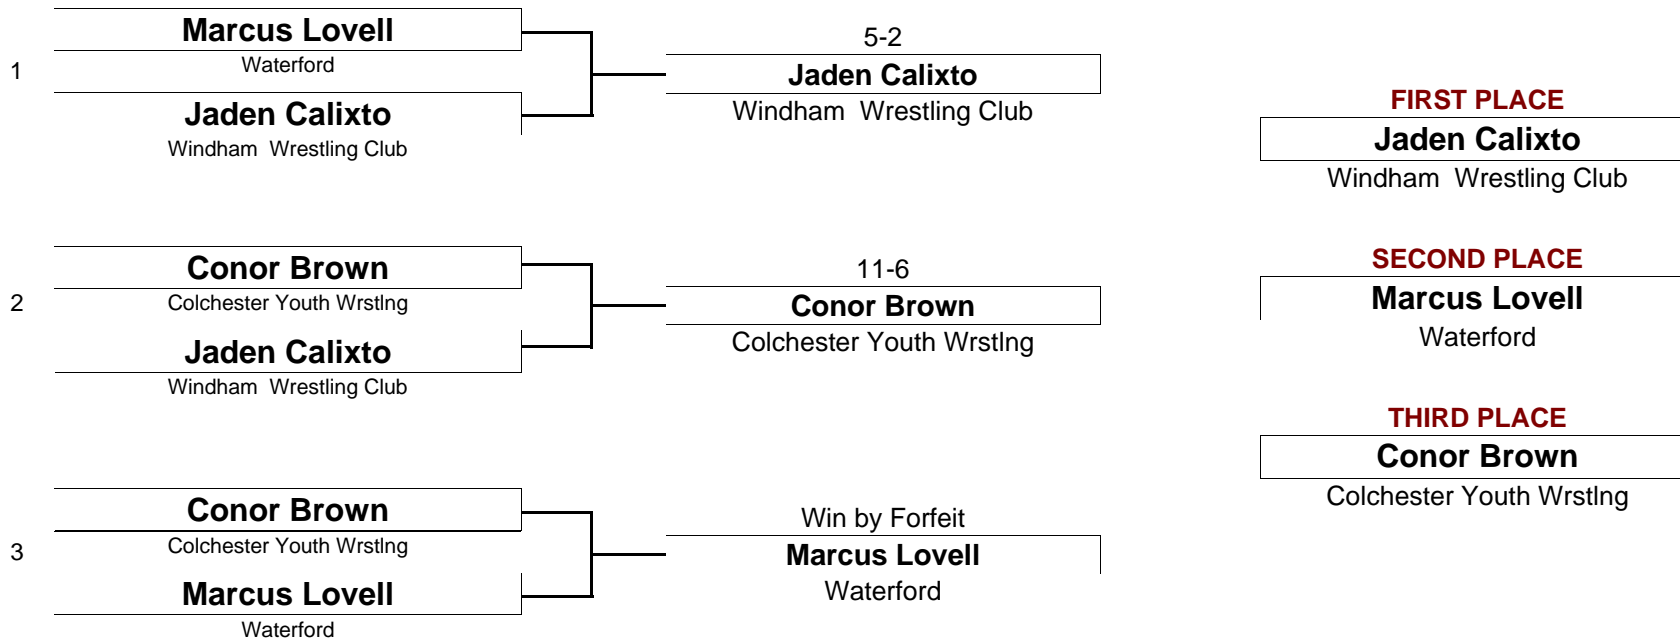 1
Marcus Lovell
Waterford
Jaden Calixto
Windham  Wrestling Club
5-2
Jaden Calixto
Windham  Wrestling Club
2
Conor Brown
Colchester Youth Wrstlng
Jaden Calixto
Windham  Wrestling Club
11-6
Conor Brown
Colchester Youth Wrstlng
3
Conor Brown
Colchester Youth Wrstlng
Marcus Lovell
Waterford
Win by Forfeit
Marcus Lovell
Waterford
FIRST PLACE
Jaden Calixto
Windham  Wrestling Club
SECOND PLACE
Marcus Lovell
Waterford
THIRD PLACE
Conor Brown
Colchester Youth Wrstlng